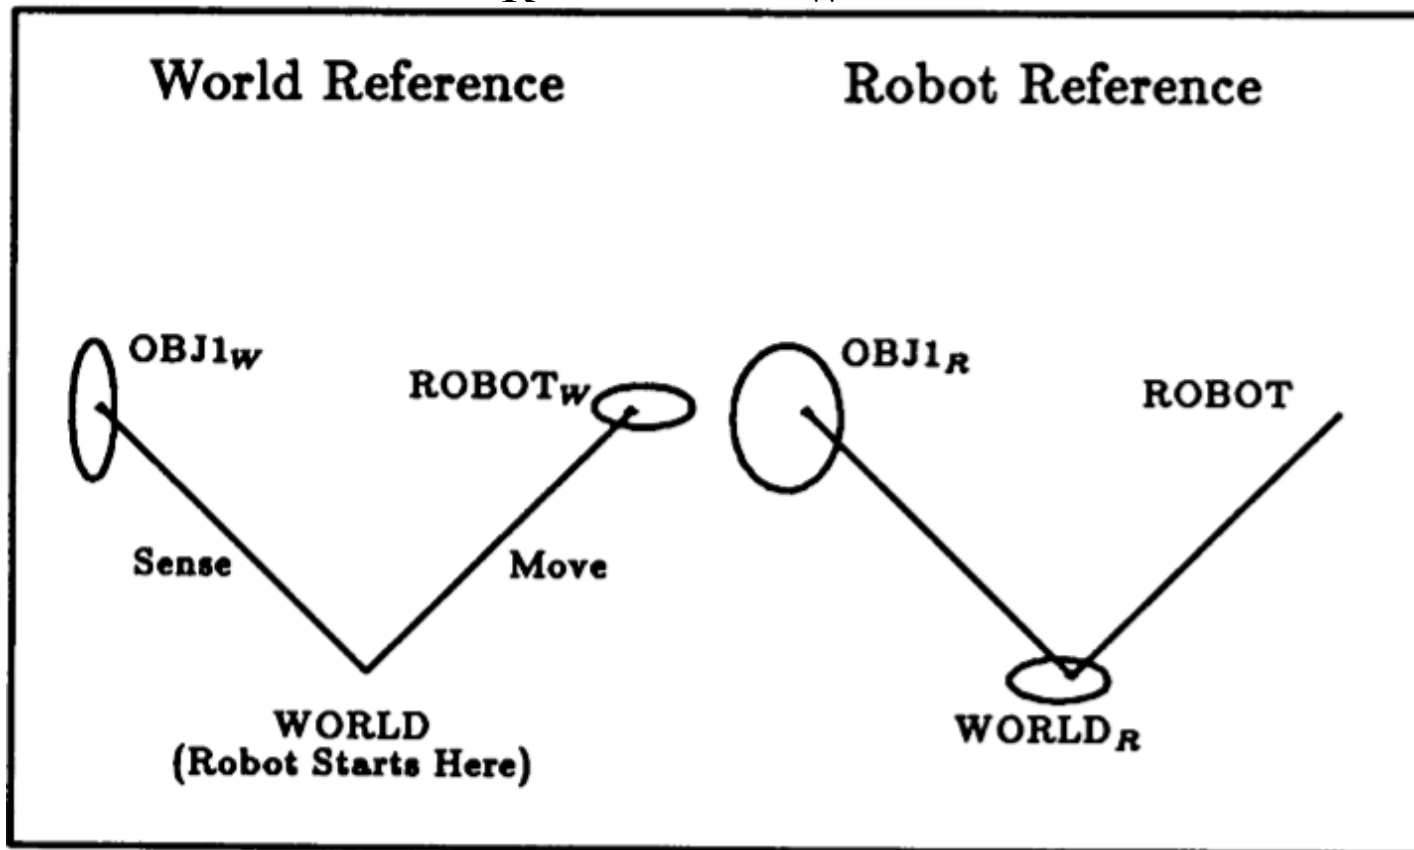 World Reference
Robot Reference
OBJ1W
ROBOTW
OBJ1R
ROBOT
Sense
Move
WORLD
(Robot Starts Here)
WORLDR